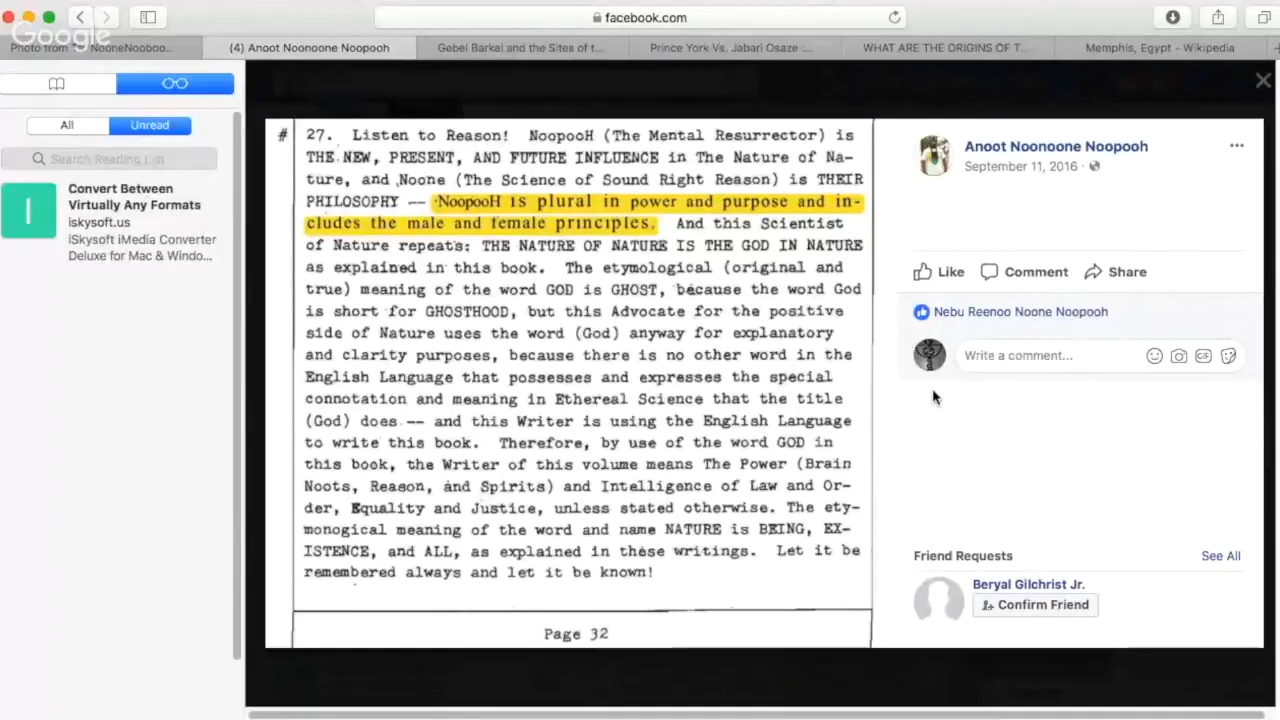 facebook.com
Google
Photo from
NooneNooboo...
(4) Anoot Noonoone Noopooh
Gebel Barkal and the Sites of t...
Prince York Vs. Jabari Osaze :...
WHAT ARE THE ORIGINS OF T...
Memphis, Egypt - Wikipedia
All
Unread
Search Reading List
I
Convert Between
Virtually Any Formats
iskysoft.us
iSkysoft iMedia Converter
Deluxe for Mac & Windo...
# 27. Listen to Reason! NoopooH (The Mental Resurrector) is
THE NEW, PRESENT, AND FUTURE INFLUENCE in The Nature of Na-
ture, and Noone (The Science of Sound Right Reason) is THEIR
PHILOSOPHY -- NoopooH is plural in power and purpose and in-
cludes the male and female principles. And this Scientist
of Nature repeats: THE NATURE OF NATURE IS THE GOD IN NATURE
as explained in this book. The etymological (original and
true) meaning of the word GOD is GHOST, because the word God
is short for GHOSTHOOD, but this Advocate for the positive
side of Nature uses the word (God) anyway for explanatory
and clarity purposes, because there is no other word in the
English Language that possesses and expresses the special
connotation and meaning in Ethereal Science that the title
(God) does -- and this Writer is using the English Language
to write this book. Therefore, by use of the word GOD in
this book, the Writer of this volume means The Power (Brain
Noots, Reason, and Spirits) and Intelligence of Law and Or-
der, Equality and Justice, unless stated otherwise. The ety-
monogical meaning of the word and name NATURE is BEING, EX-
ISTENCE, and ALL, as explained in these writings. Let it be
remembered always and let it be known!
Page 32
Anoot Noonoone Noopooh
September 11, 2016
Like
Comment
Share
Nebu Reenoo Noone Noopooh
Write a comment...
GIF
Friend Requests
See All
Beryal Gilchrist Jr.
Confirm Friend